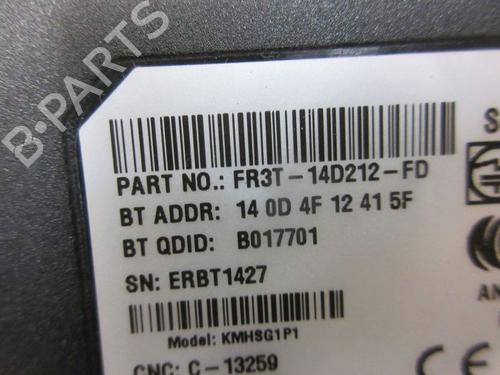 B-PARTS
PART NO.: FR3T-14D212-FD
BT ADDR: 14 0D 4F 12 41 5F
BT QDID: B017701
SN: ERBT1427
Model: KMHSG1P1
CNC: C-13259
CE